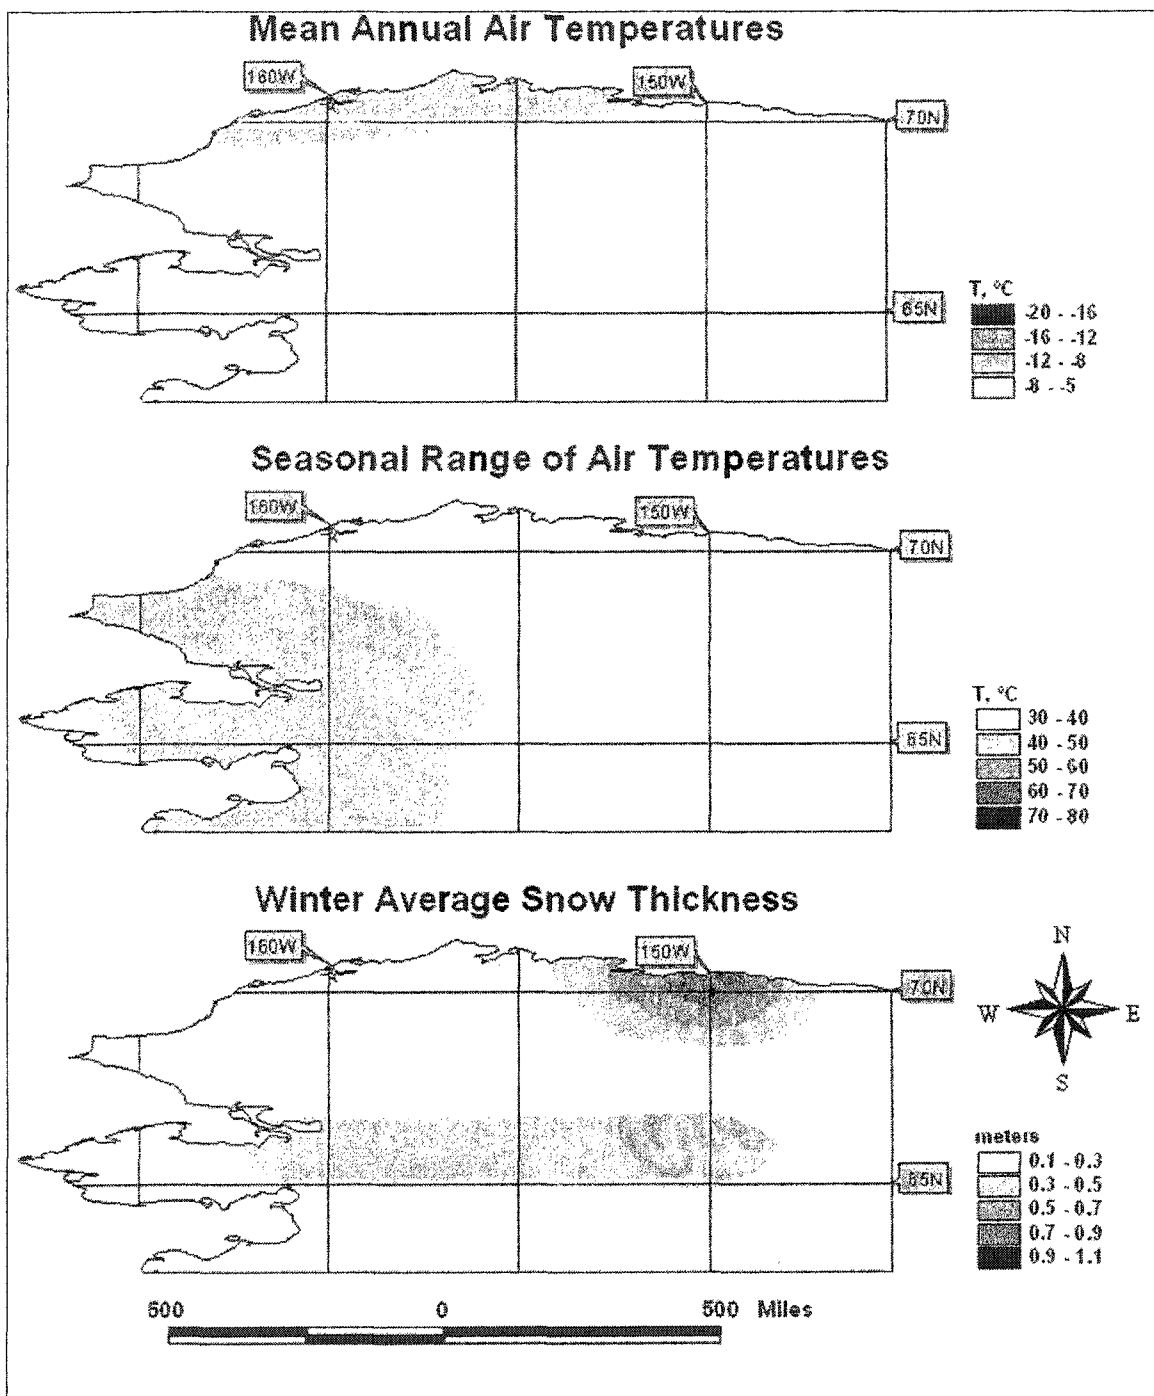 Mean Annual Air Temperatures
160W
150W
70N
65N
T, °C
-20 - -16
-16 - -12
-12 - -8
-8 - -5
Seasonal Range of Air Temperatures
160W
150W
70N
65N
T, °C
30 - 40
40 - 50
50 - 60
60 - 70
70 - 80
Winter Average Snow Thickness
160W
150W
70N
65N
N
W
E
S
meters
0.1 - 0.3
0.3 - 0.5
0.5 - 0.7
0.7 - 0.9
0.9 - 1.1
500 0 500 Miles